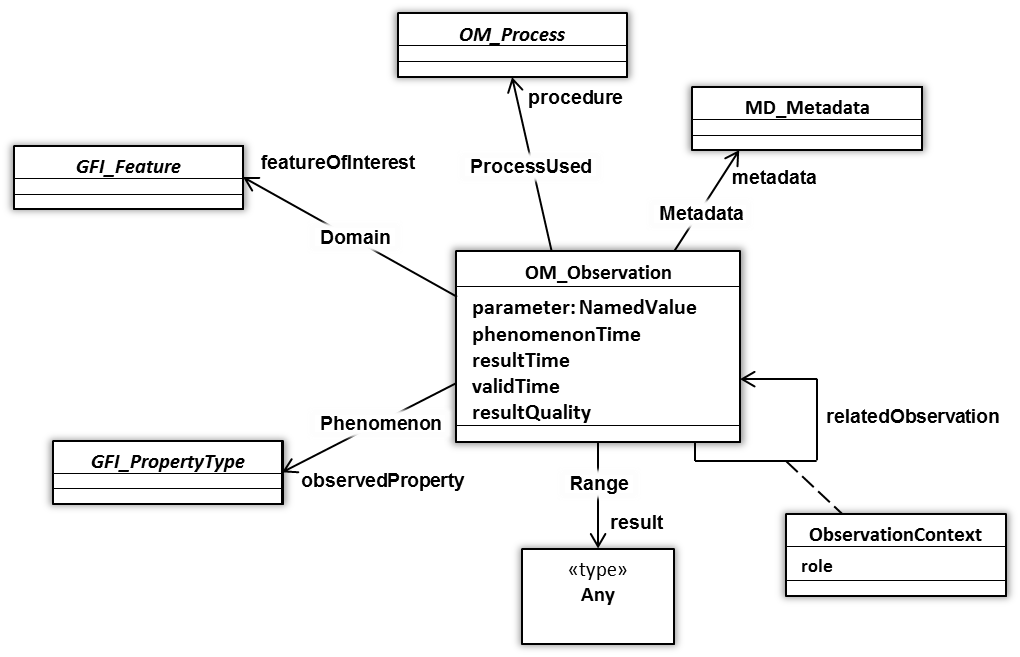 OM_Process
procedure
MD_Metadata
GFI_Feature
featureOfInterest
ProcessUsed
metadata
Metadata
Domain
OM_Observation
parameter: NamedValue
phenomenonTime
resultTime
validTime
resultQuality
relatedObservation
Phenomenon
GFI_PropertyType
observedProperty
Range
result
ObservationContext
role
«type»
Any